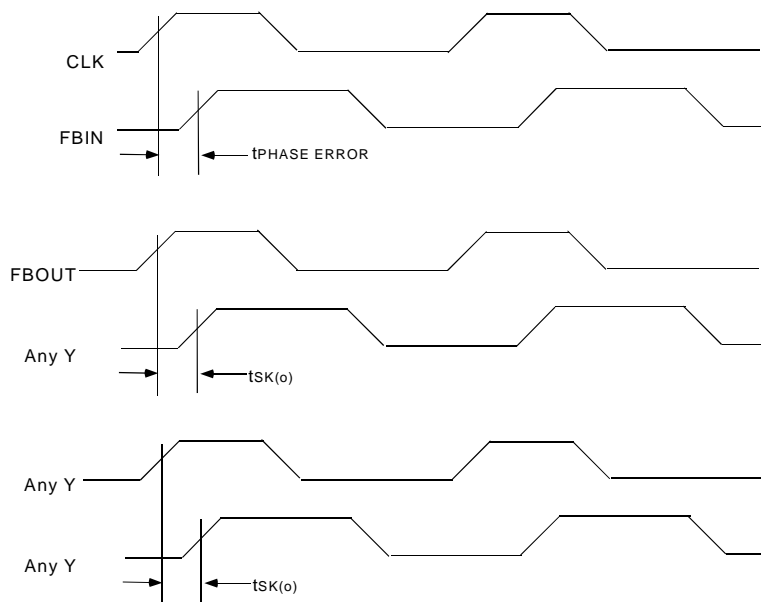 CLK
FBIN
tPHASE ERROR
FBOUT
Any Y
tSK(o)
Any Y
Any Y
tSK(o)